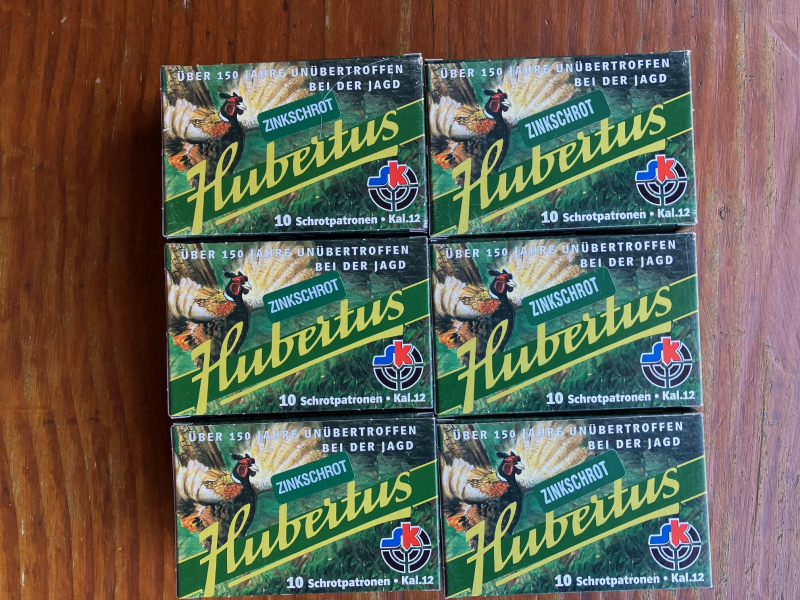 ÜBER 150 JAHRE UNÜBERTROFFEN
BEI DER JAGD
ZINKSCHROT
Hubertus
sk
10 Schrotpatronen • Kal.12
ÜBER 150 JAHRE UNÜBERTROFFEN
BEI DER JAGD
ZINKSCHROT
Hubertus
sk
10 Schrotpatronen • Kal.12
ÜBER 150 JAHRE UNÜBERTROFFEN
BEI DER JAGD
ZINKSCHROT
Hubertus
sk
10 Schrotpatronen • Kal.12
ÜBER 150 JAHRE UNÜBERTROFFEN
BEI DER JAGD
ZINKSCHROT
Hubertus
sk
10 Schrotpatronen • Kal.12
ÜBER 150 JAHRE UNÜBERTROFFEN
BEI DER JAGD
ZINKSCHROT
Hubertus
sk
10 Schrotpatronen • Kal.12
ÜBER 150 JAHRE UNÜBERTROFFEN
BEI DER JAGD
ZINKSCHROT
Hubertus
sk
10 Schrotpatronen • Kal.12